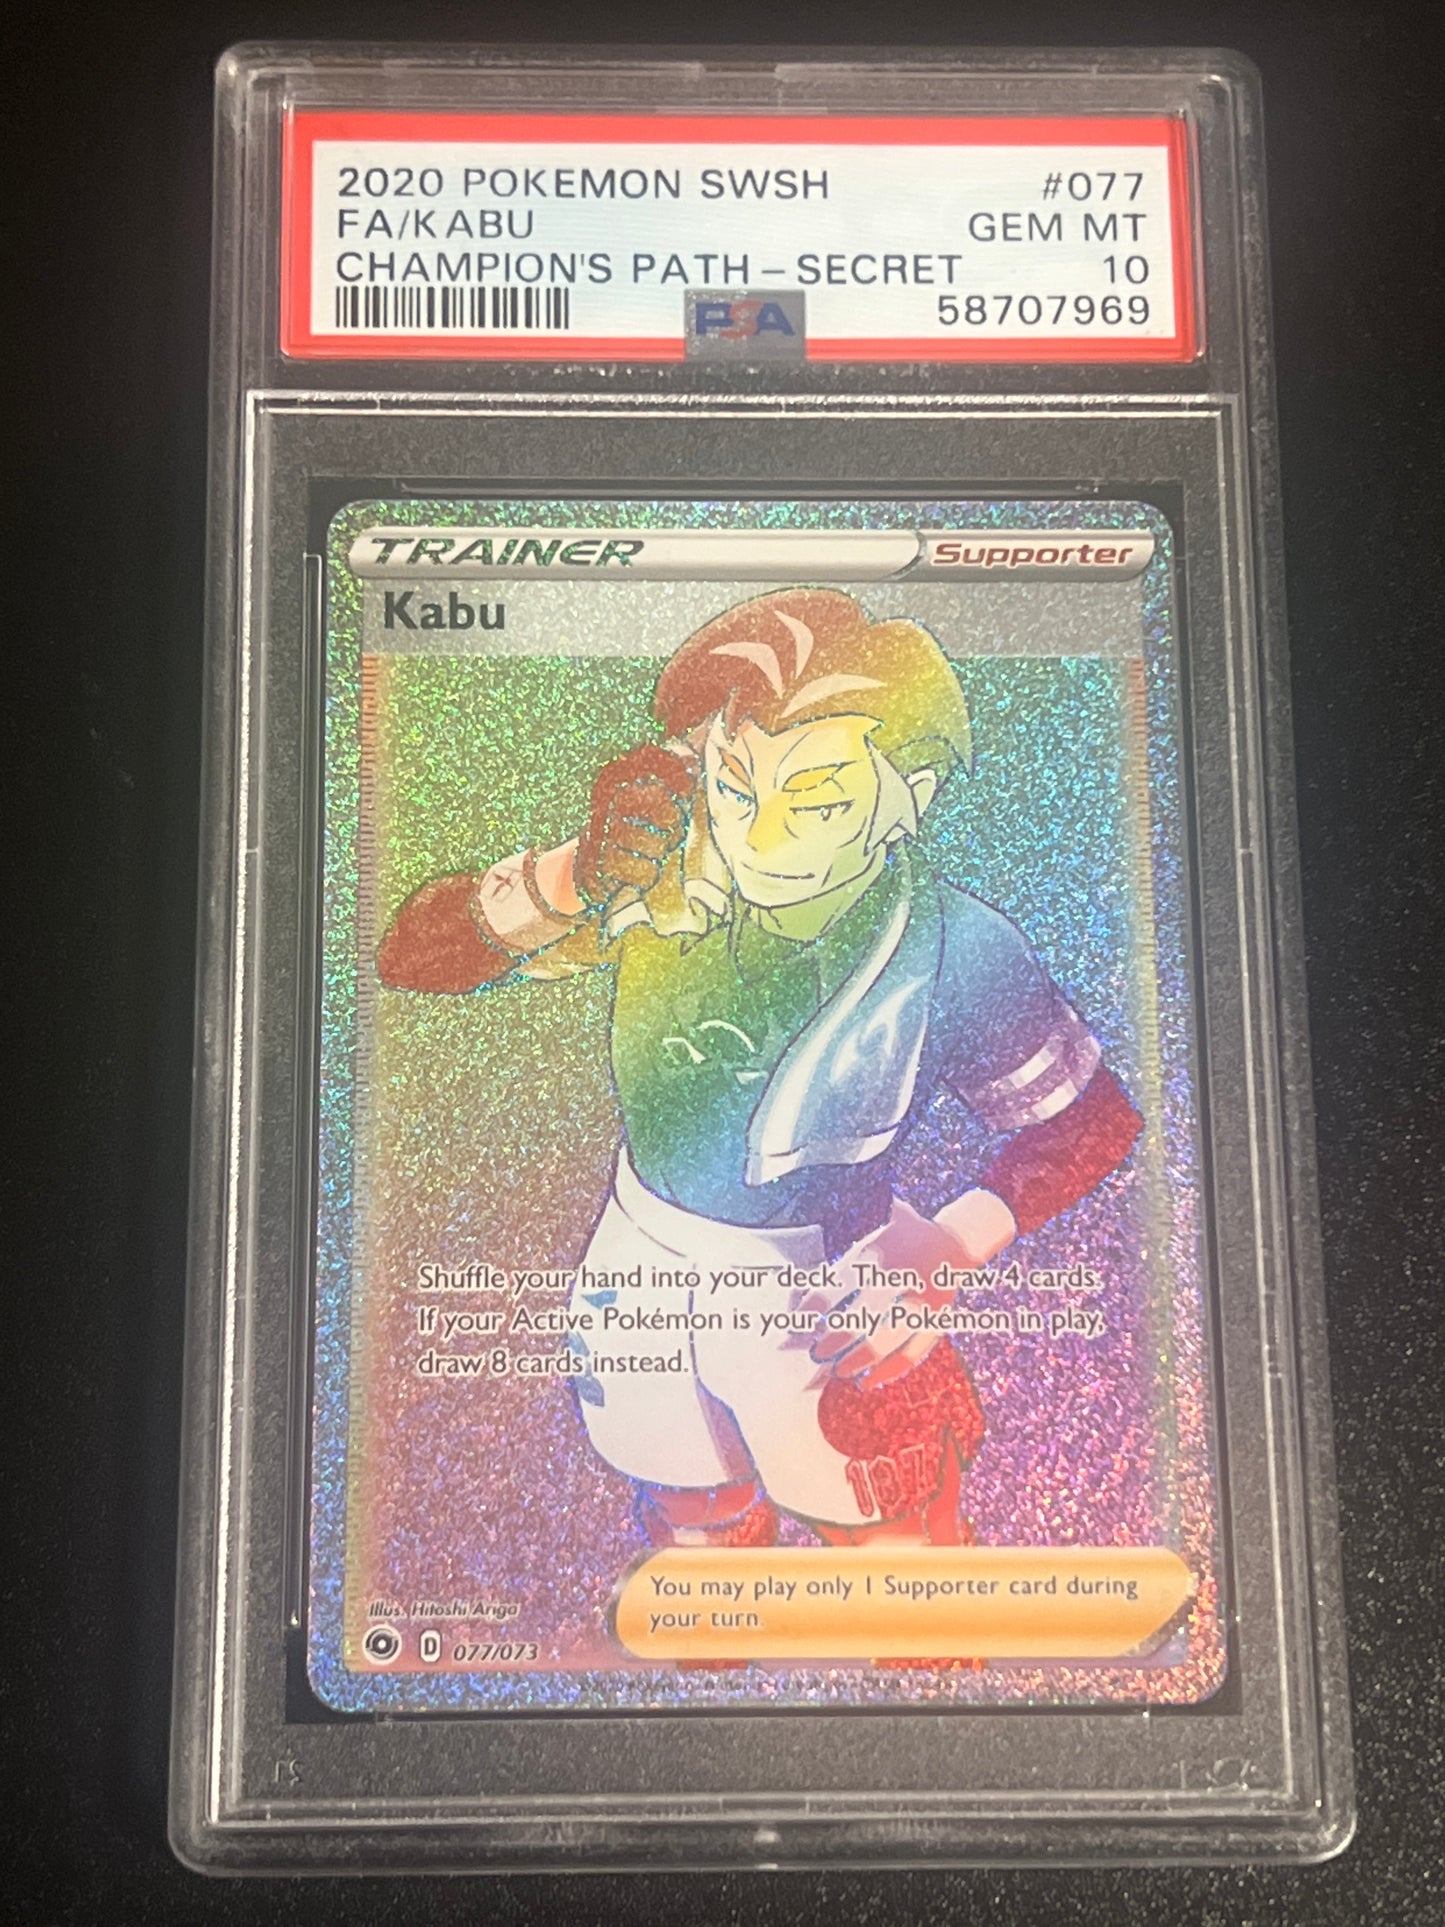 2020 POKEMON SWSH #077
FA/KABU GEM MT
CHAMPION'S PATH–SECRET 10
58707969
PSA
TRAINER Supporter
Kabu
Shuffle your hand into your deck. Then, draw 4 cards.
If your Active Pokémon is your only Pokémon in play,
draw 8 cards instead.
You may play only 1 Supporter card during
your turn.
Illus. Hitoshi Ariga
D 077/073